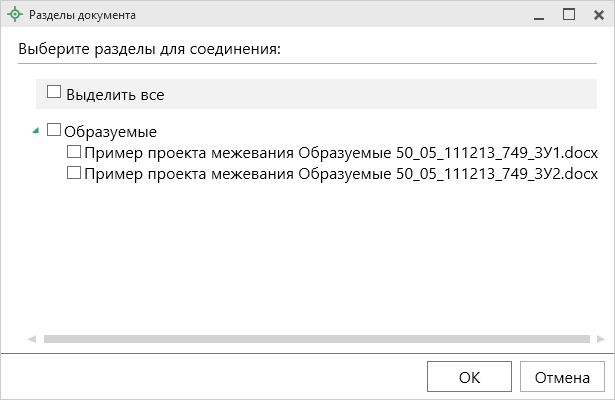 Разделы документа
Выберите разделы для соединения:
Выделить все
Образуемые
Пример проекта межевания Образуемые 50_05_111213_749_ЗУ1.docx
Пример проекта межевания Образуемые 50_05_111213_749_ЗУ2.docx
ОК
Отмена